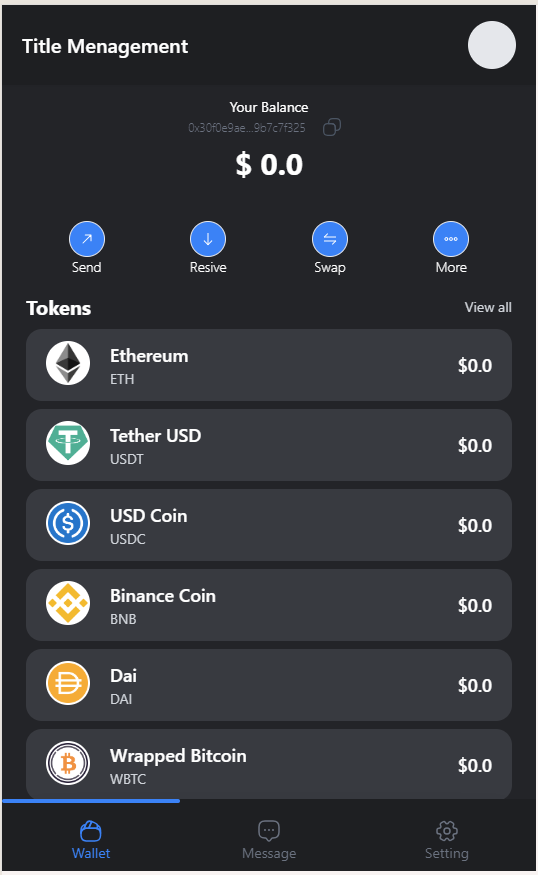 Title Menagement
Your Balance
0x30f0e9ae...9b7c7f325
$ 0.0
Send Resive Swap More
Tokens View all
Ethereum
ETH
$0.0
Tether USD
USDT
$0.0
USD Coin
USDC
$0.0
Binance Coin
BNB
$0.0
Dai
DAI
$0.0
Wrapped Bitcoin
WBTC
$0.0
Wallet Message Setting